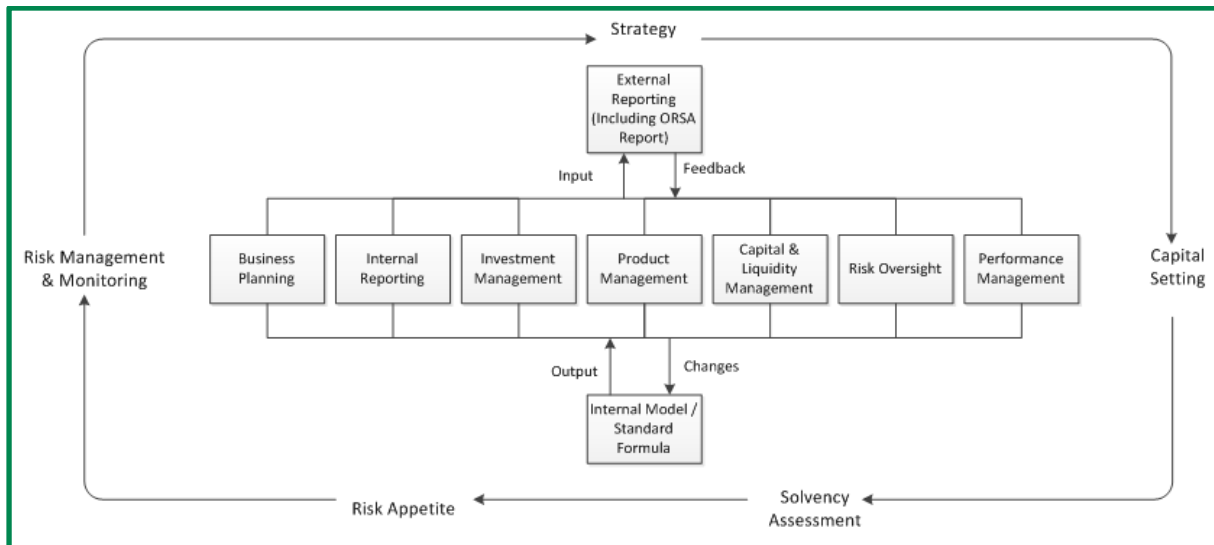 Strategy
External
Reporting
(Including ORSA
Report)
Input
Feedback
Risk Management
& Monitoring
Business
Planning
Internal
Reporting
Investment
Management
Product
Management
Capital &
Liquidity
Management
Risk Oversight
Performance
Management
Capital
Setting
Output
Changes
Internal Model /
Standard
Formula
Risk Appetite
Solvency
Assessment